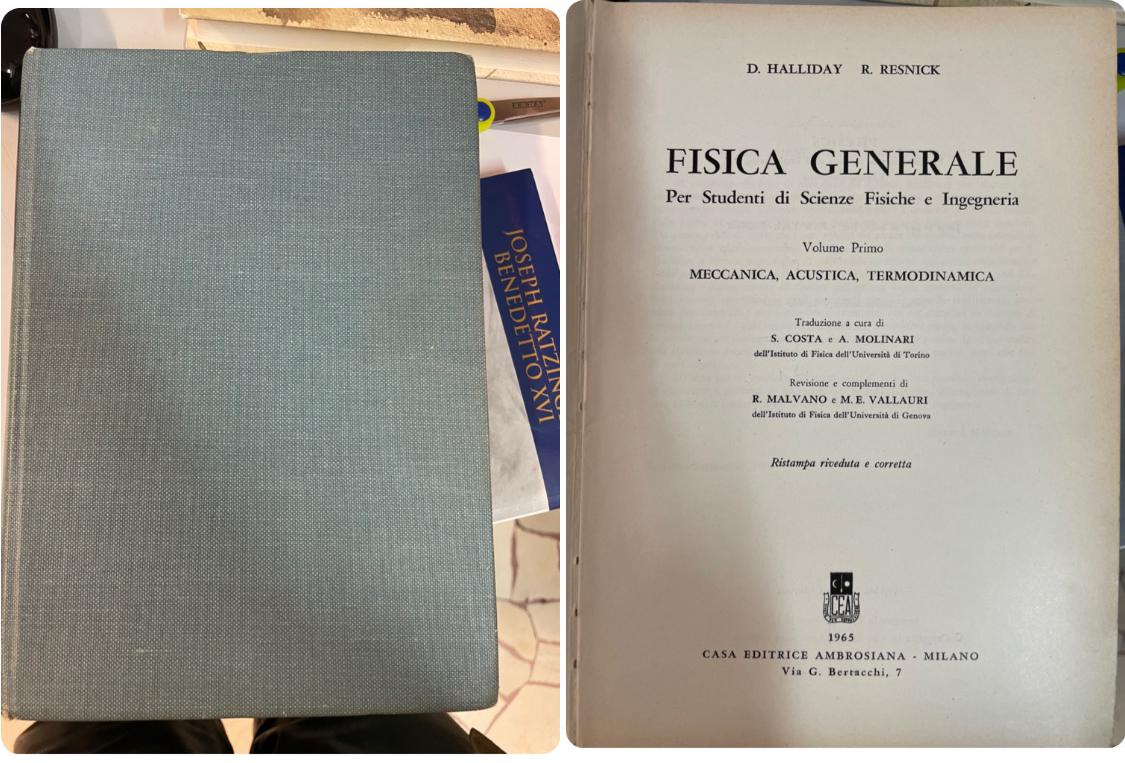 JOSEPH RATZING
BENEDETTO XVI
D. HALLIDAY R. RESNICK
FISICA GENERALE
Per Studenti di Scienze Fisiche e Ingegneria
Volume Primo
MECCANICA, ACUSTICA, TERMODINAMICA
Traduzione a cura di
S. COSTA e A. MOLINARI
dell'Istituto di Fisica dell'Università di Torino
Revisione e complementi di
R. MALVANO e M. E. VALLAURI
dell'Istituto di Fisica dell'Università di Genova
Ristampa riveduta e corretta
CEA
1965
CASA EDITRICE AMBROSIANA - MILANO
Via G. Bertacchi, 7